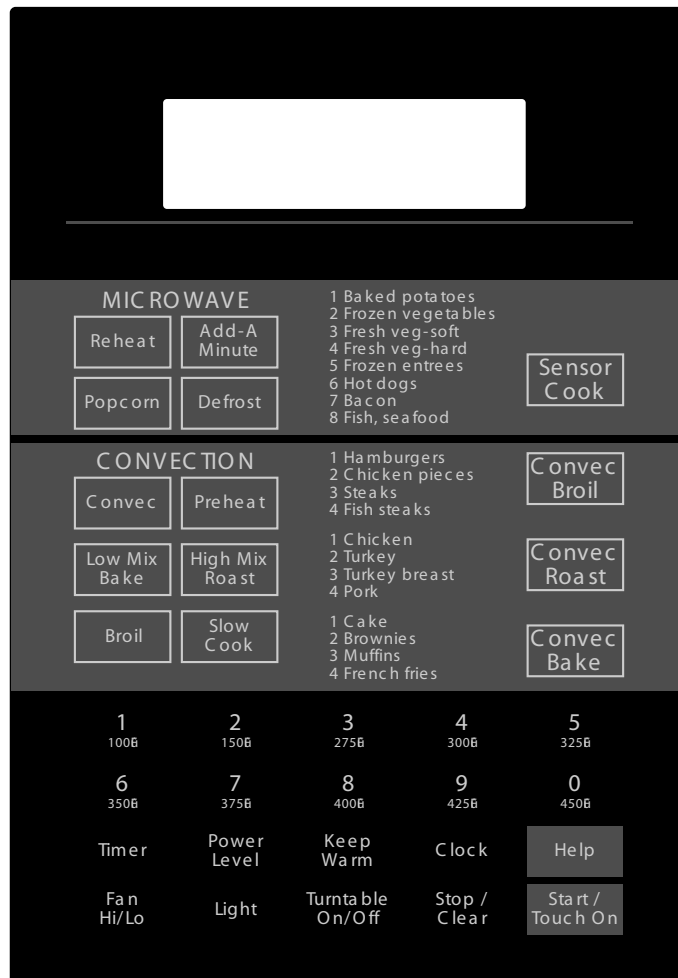 MICROWAVE
Reheat
Add-A
Minute
Popcorn
Defrost
1 Baked potatoes
2 Frozen vegetables
3 Fresh veg-soft
4 Fresh veg-hard
5 Frozen entrees
6 Hot dogs
7 Bacon
8 Fish, seafood
Sensor
Cook
CONVECTION
Convec
Preheat
Low Mix
Bake
High Mix
Roast
Broil
Slow
Cook
1 Hamburgers
2 Chicken pieces
3 Steaks
4 Fish steaks
Convec
Broil
1 Chicken
2 Turkey
3 Turkey breast
4 Pork
Convec
Roast
1 Cake
2 Brownies
3 Muffins
4 French fries
Convec
Bake
1 2 3 4 5
100 150 275 300 325
6 7 8 9 0
350 375 400 425 450
Timer
Power
Level
Keep
Warm
Clock
Help
Fan
Hi/Lo
Light
Turntable
On/Off
Stop /
Clear
Start /
Touch On